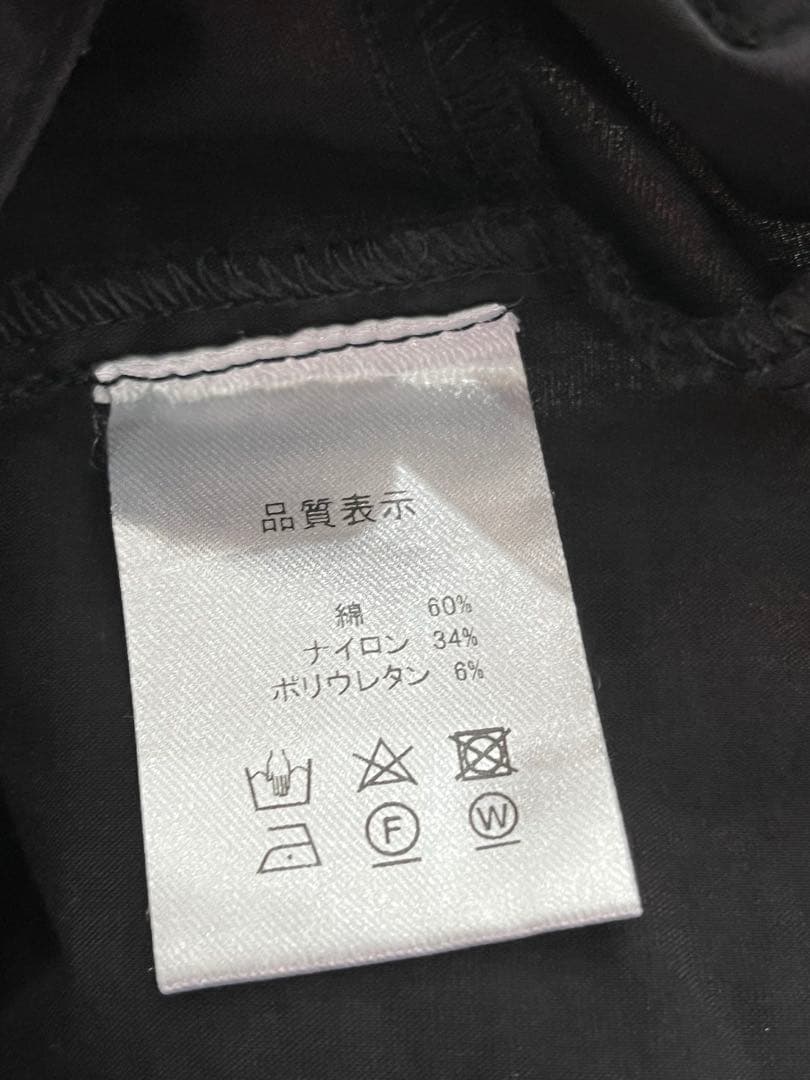 品質表示
綿 60%
ナイロン 34%
ポリウレタン 6%
F W